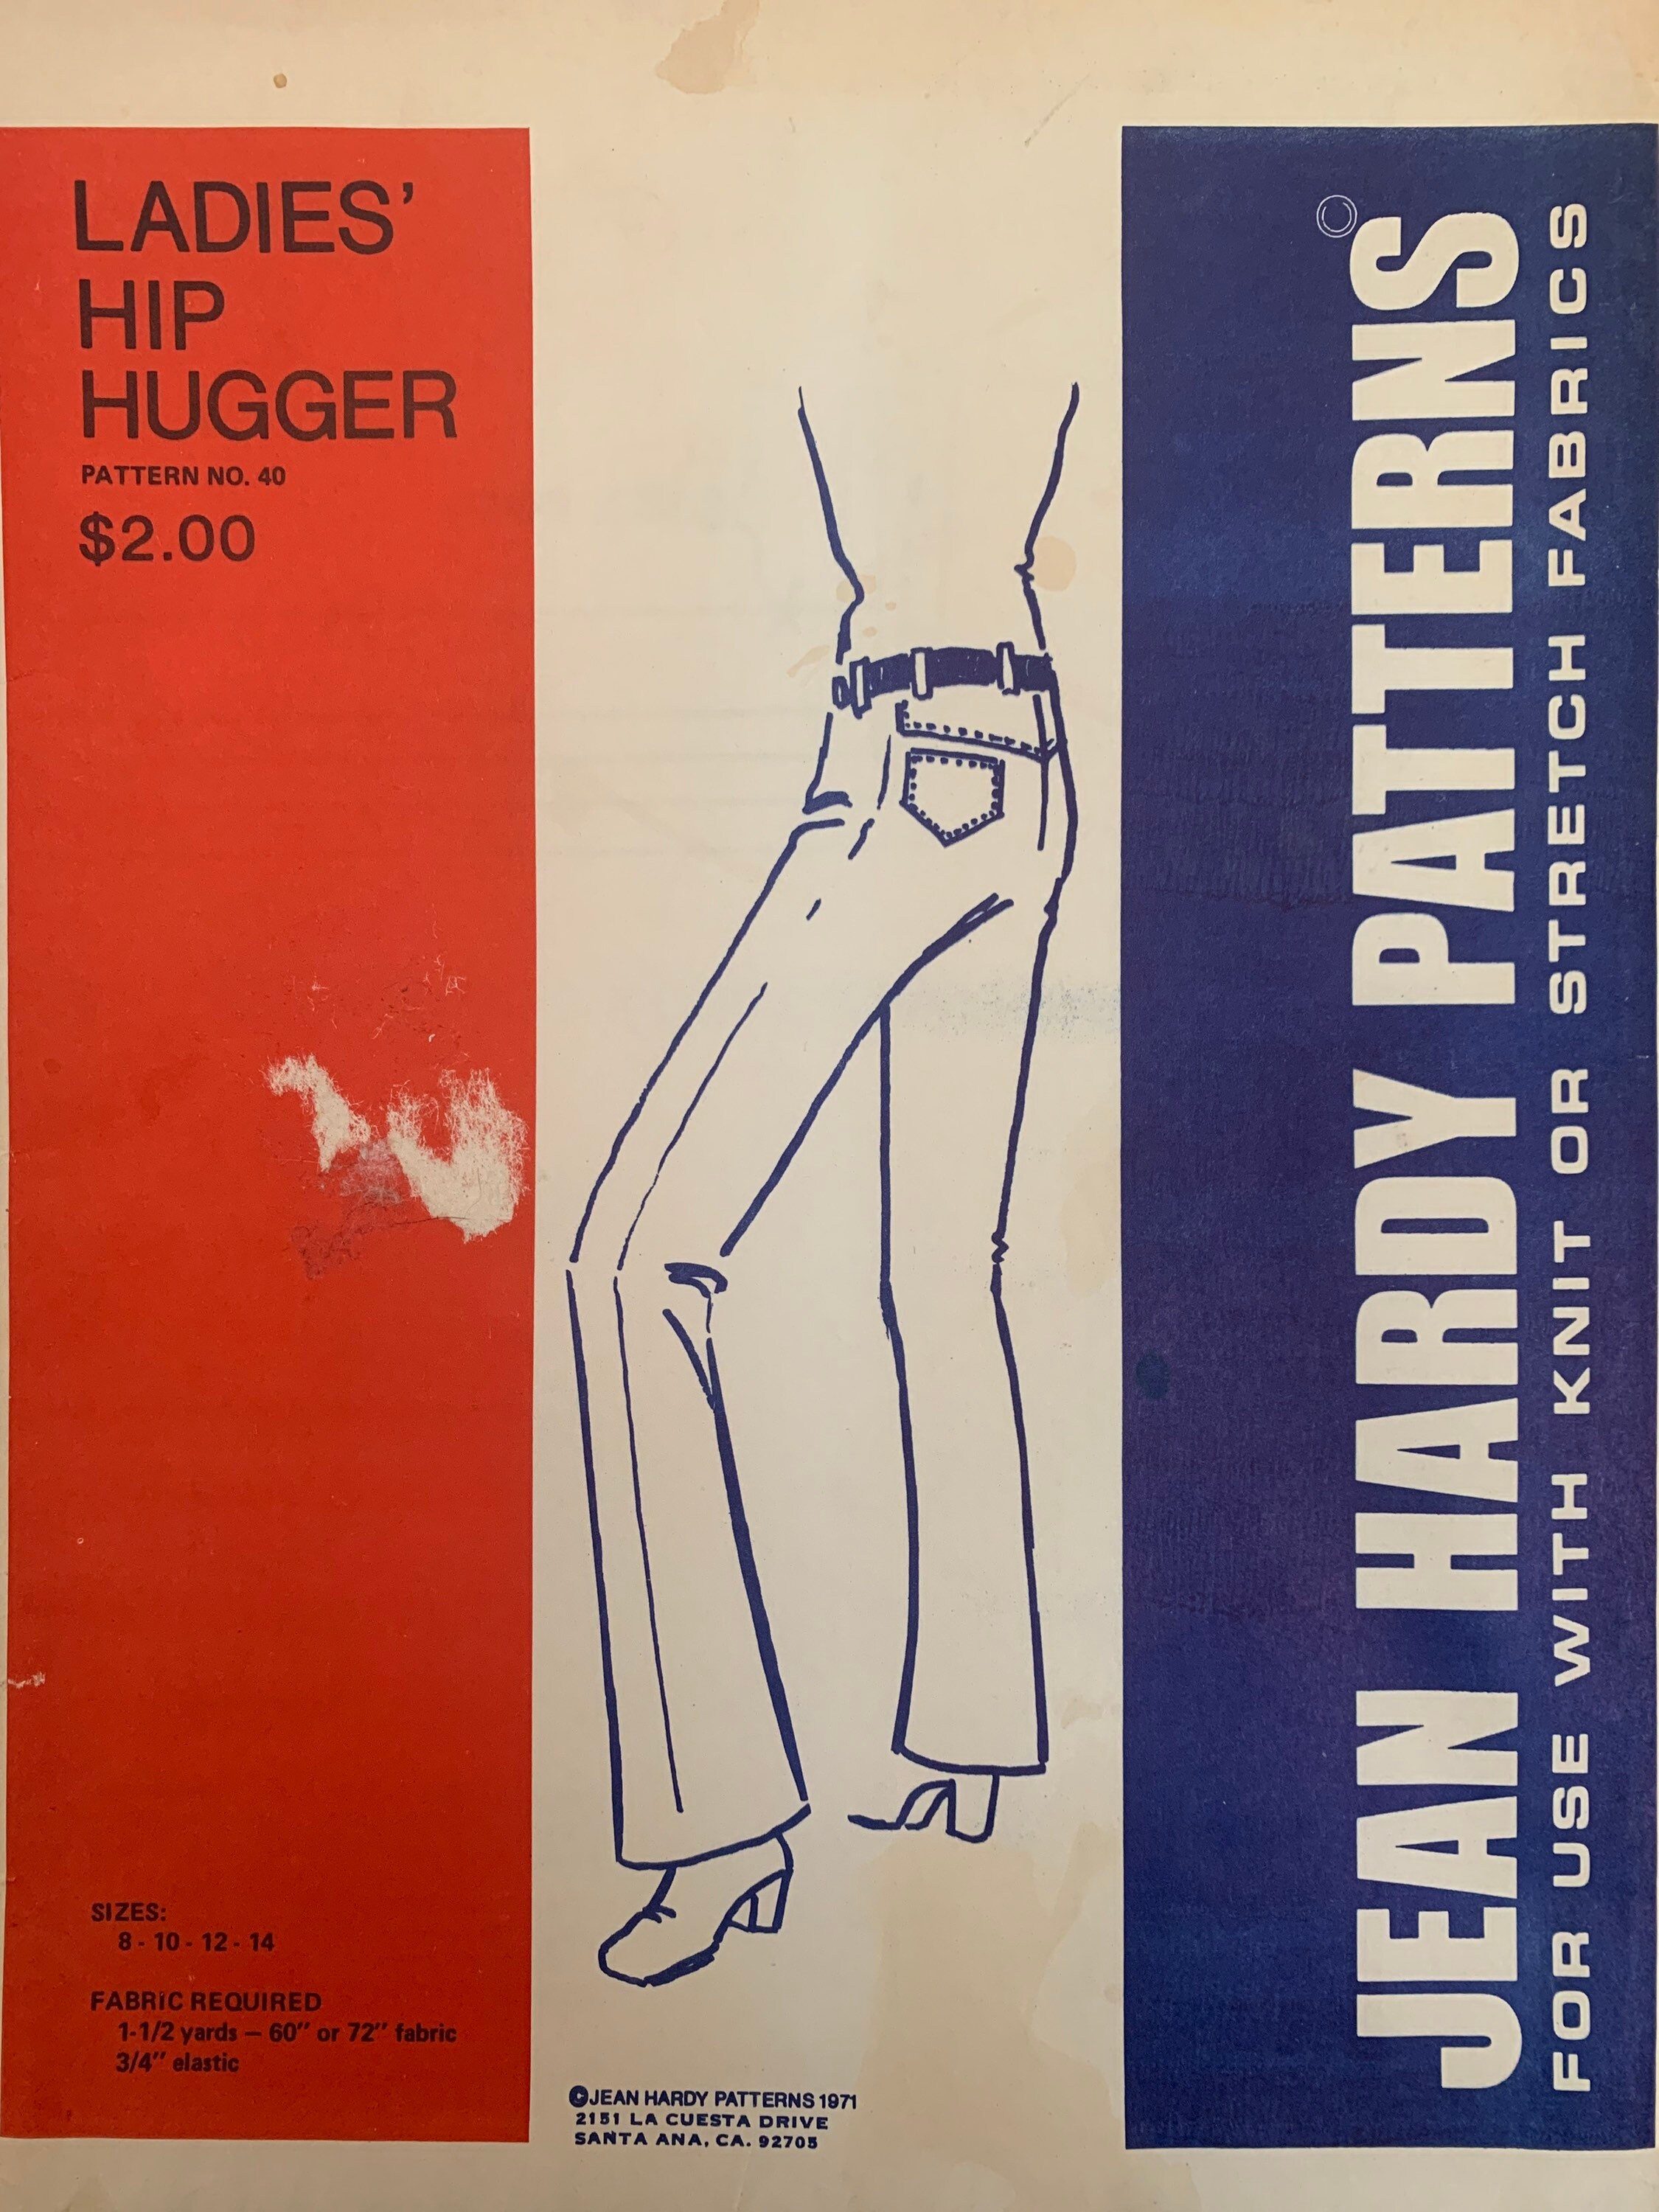 LADIES'
HIP
HUGGER
PATTERN NO. 40
$2.00
SIZES:
8 - 10 - 12 - 14
FABRIC REQUIRED
1-1/2 yards — 60" or 72" fabric
3/4" elastic
©JEAN HARDY PATTERNS 1971
2151 LA CUESTA DRIVE
SANTA ANA, CA. 92705
JEAN HARDY PATTERNS
FOR USE WITH KNIT OR STRETCH FABRICS